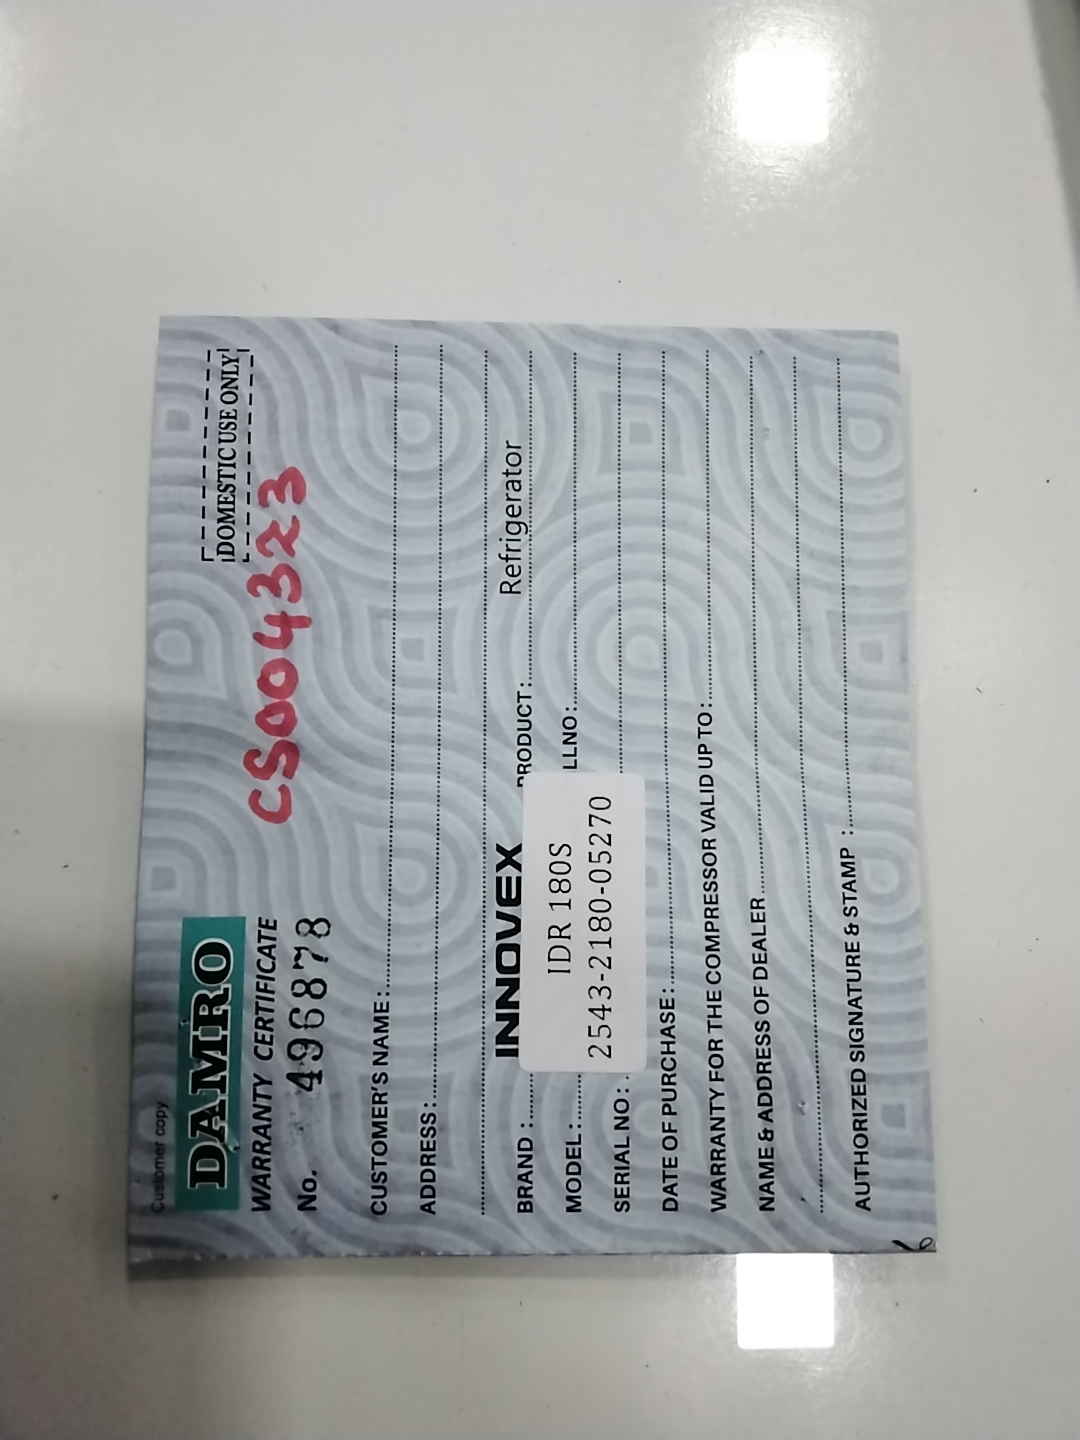 Customer copy
DAMRO
DOMESTIC USE ONLY
WARRANTY CERTIFICATE
No. 496878
CS004323
CUSTOMER'S NAME :
ADDRESS:
BRAND : INNOVEX PRODUCT: Refrigerator
MODEL: IDR 180S LLNO:
SERIAL NO: 2543-2180-05270
DATE OF PURCHASE:
WARRANTY FOR THE COMPRESSOR VALID UP TO:
NAME & ADDRESS OF DEALER
AUTHORIZED SIGNATURE & STAMP :